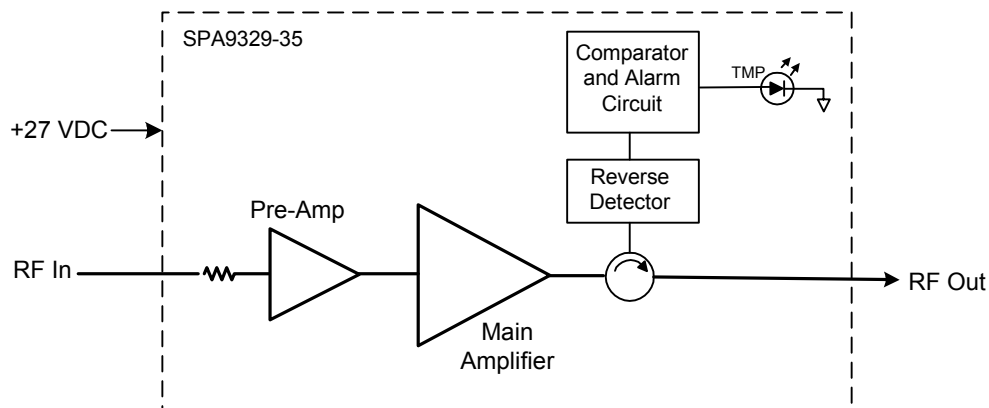 SPA9329-35
Comparator
and Alarm
Circuit
TMP
+27 VDC
Reverse
Detector
Pre-Amp
RF In
RF Out
Main
Amplifier